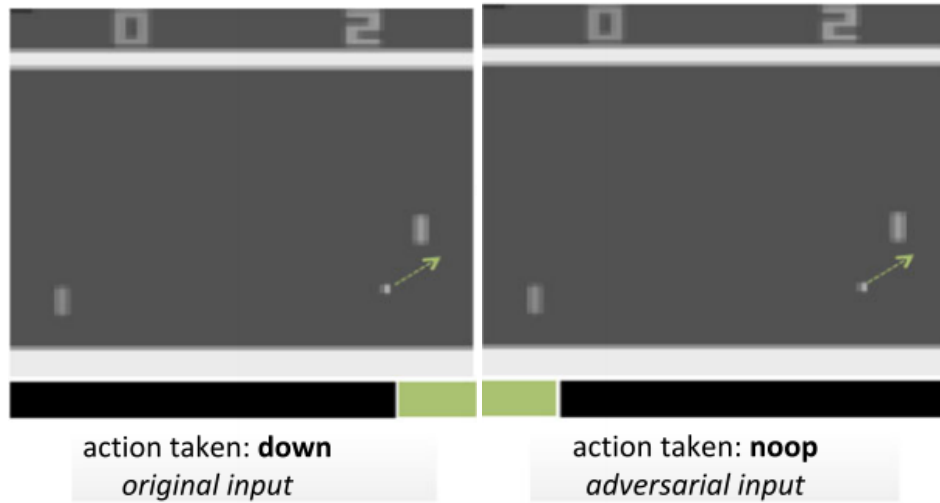 0 2
0 2
action taken: down
original input
action taken: noop
adversarial input